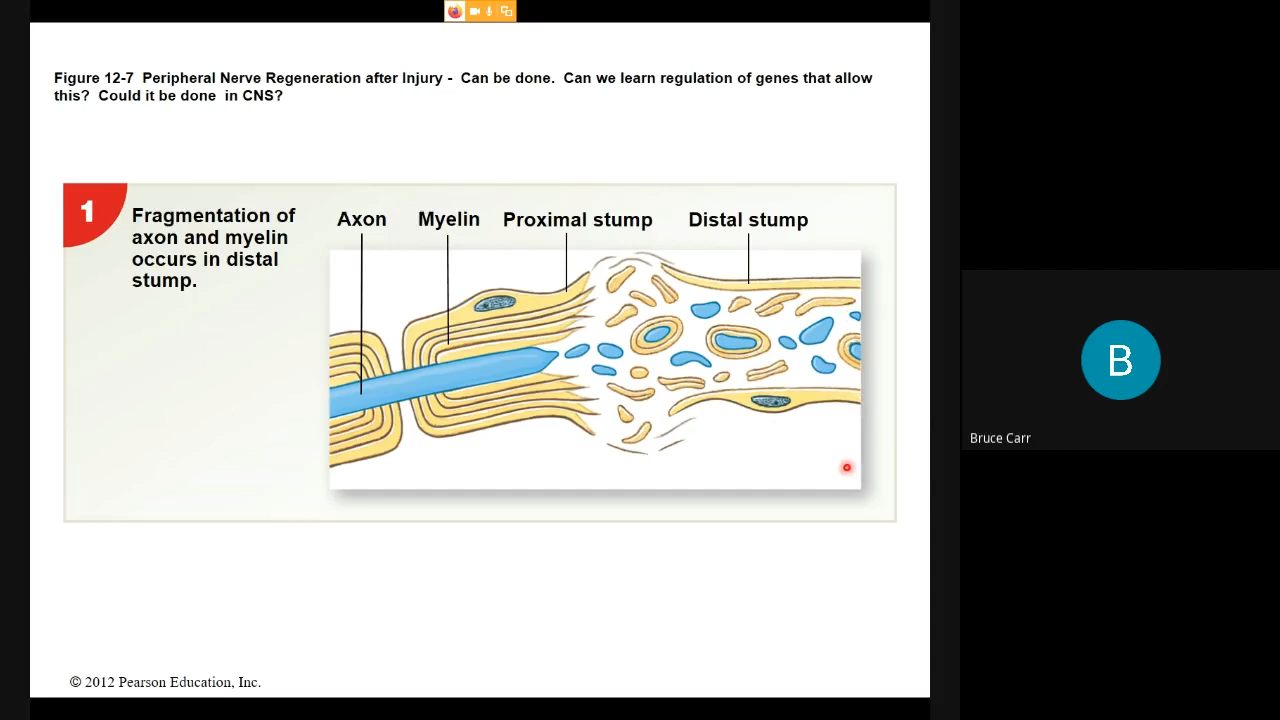 Figure 12-7 Peripheral Nerve Regeneration after Injury - Can be done. Can we learn regulation of genes that allow
this? Could it be done in CNS?
1
Fragmentation of
axon and myelin
occurs in distal
stump.
Axon
Myelin
Proximal stump
Distal stump
B
Bruce Carr
© 2012 Pearson Education, Inc.